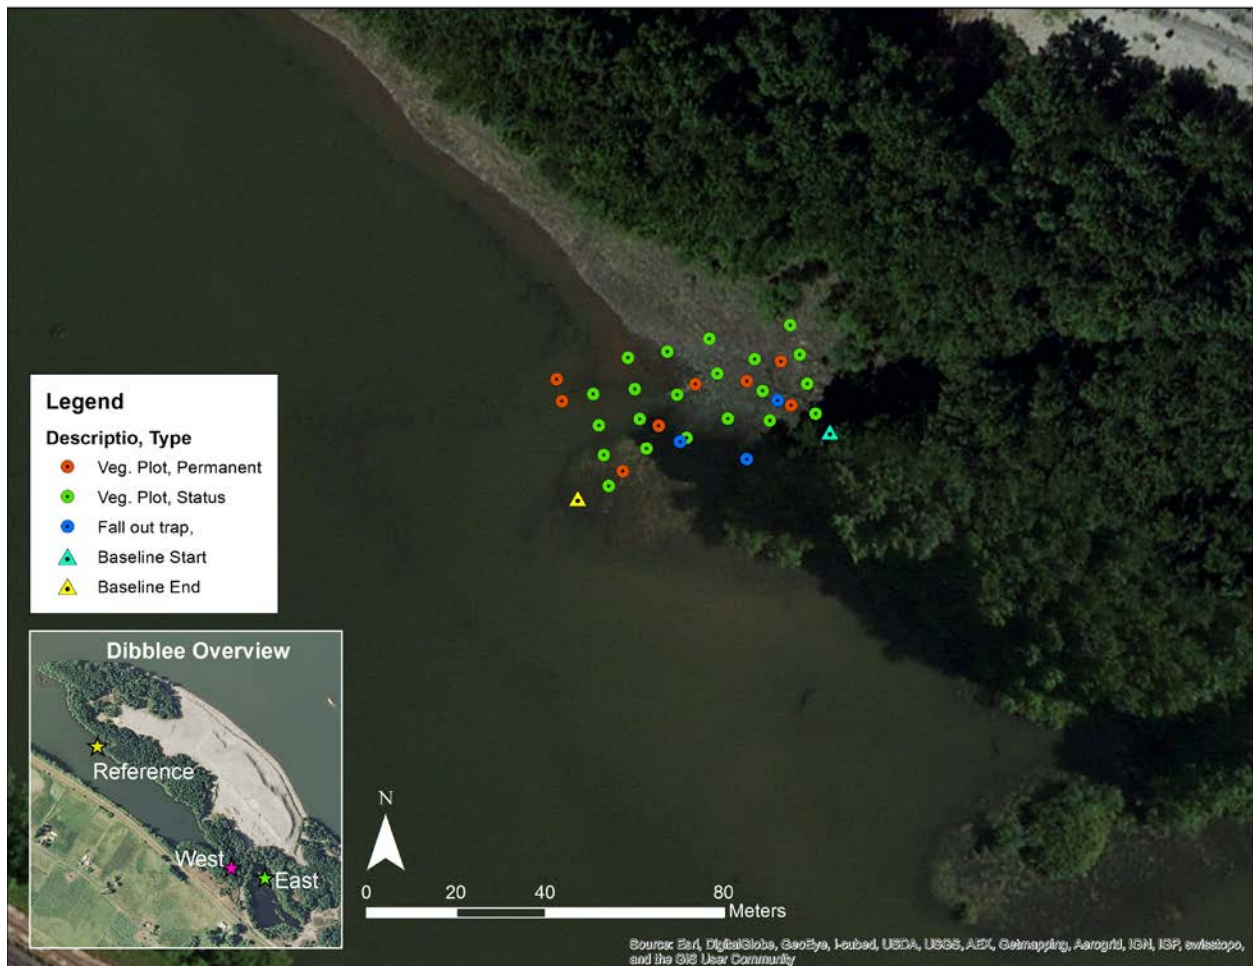 Legend
Descriptio, Type
Veg. Plot, Permanent
Veg. Plot, Status
Fall out trap,
Baseline Start
Baseline End
Dibblee Overview
Reference
West
East
N
0 20 40 80
Meters
Source: Esri, DigitalGlobe, GeoEye, i-cubed, USDA, USGS, AEX, Getmapping, Aerogrid, IGN, IGP, swisstopo,
and the GIS User Community